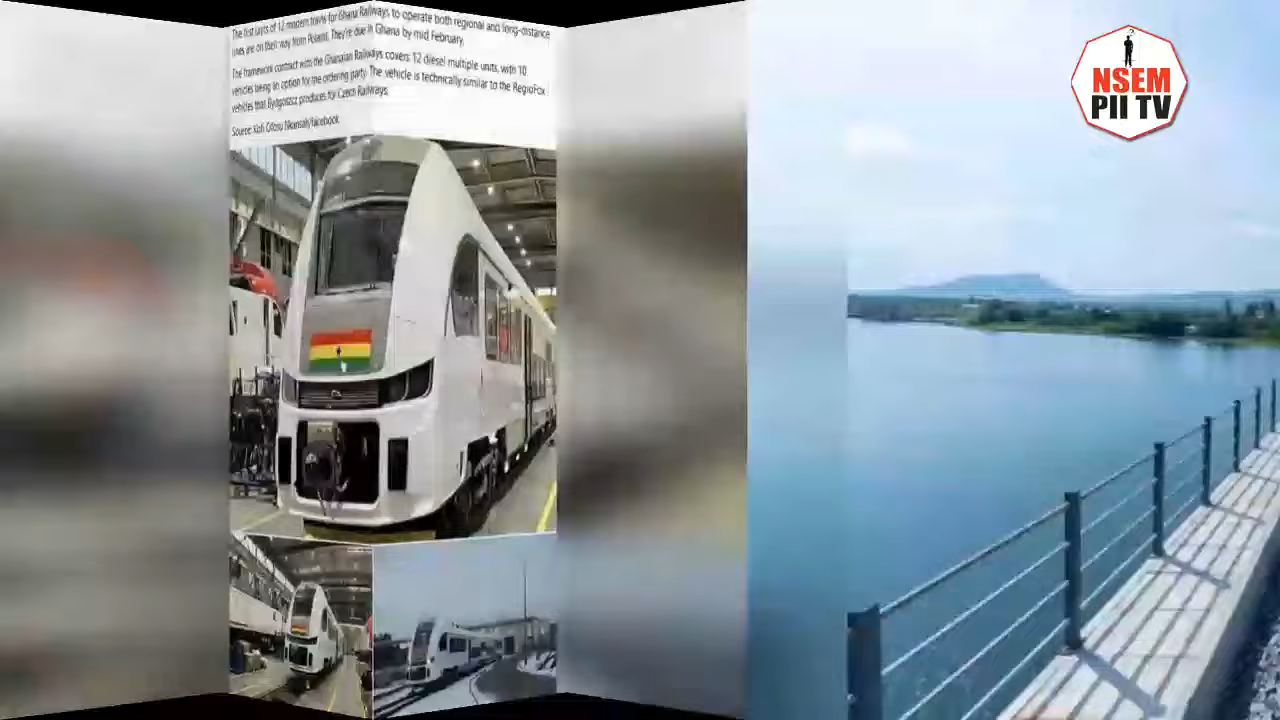 The first units of 12 modern trains for Ghana Railways to operate both regional and long-distance
lines are on their way from Poland. They're due in Ghana by mid February.
The framework contract with the Ghanaian Railways covers 12 diesel multiple units, with 10
vehicles being an option for the ordering party. The vehicle is technically similar to the RegioFox
vehicles that Bydgoszcz produces for Czech Railways.
Source: Kofi Ofosu Nkansah/facebook
NSEM
PII TV